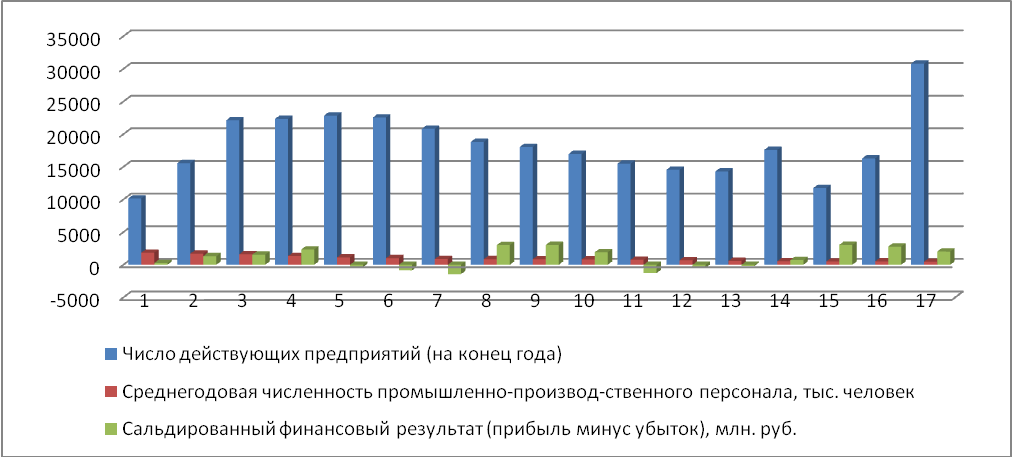 35000
30000
25000
20000
15000
10000
5000
0
-5000
1 2 3 4 5 6 7 8 9 10 11 12 13 14 15 16 17
Число действующих предприятий (на конец года)
Среднегодовая численность промышленно-производ-ственного персонала, тыс. человек
Сальдированный финансовый результат (прибыль минус убыток), млн. руб.